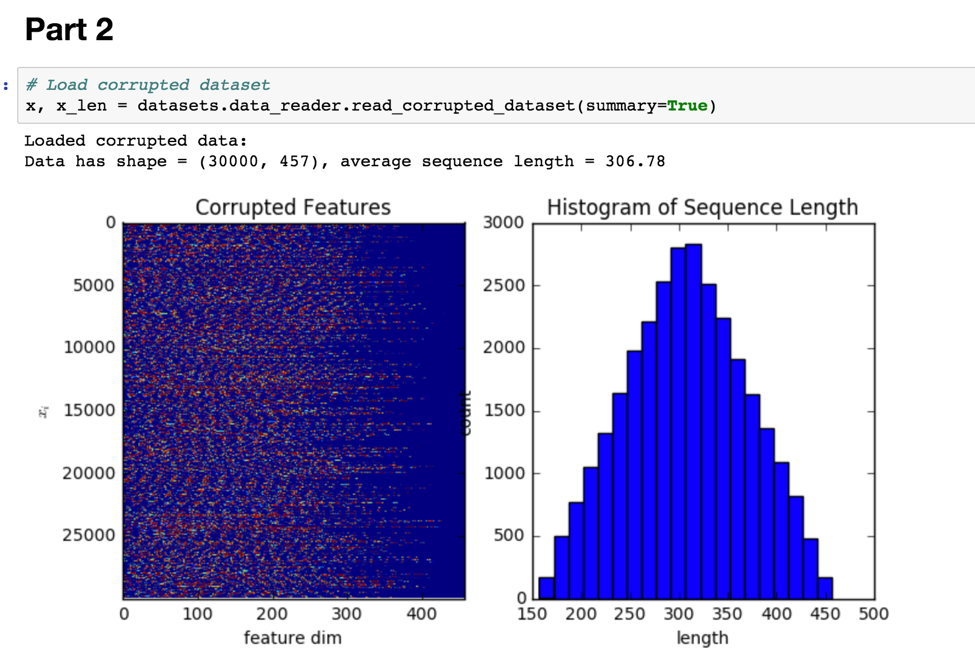 Part 2
:
# Load corrupted dataset
x, x_len = datasets.data_reader.read_corrupted_dataset(summary=True)
Loaded corrupted data:
Data has shape = (30000, 457), average sequence length = 306.78
Corrupted Features
0
5000
10000
15000
20000
25000
x_i
0 100 200 300 400
feature dim
Histogram of Sequence Length
3000
2500
2000
1500
1000
500
0
count
150 200 250 300 350 400 450 500
length